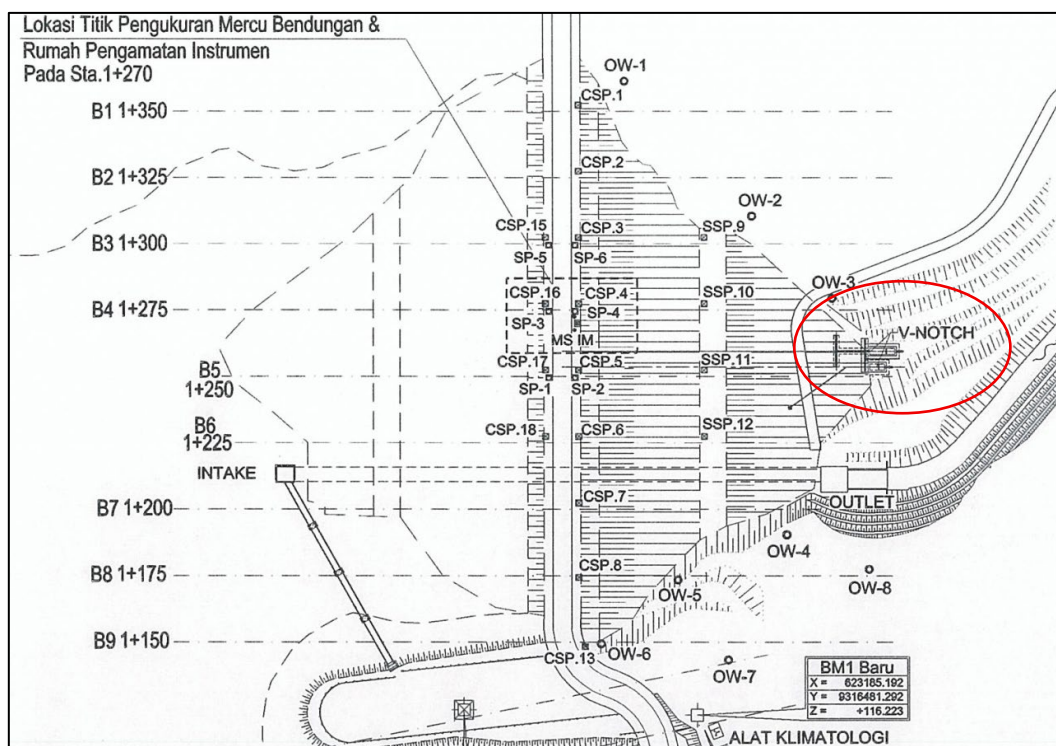 Lokasi Titik Pengukuran Mercu Bendungan &
Rumah Pengamatan Instrumen
Pada Sta.1+270
OW-1
CSP.1
B1 1+350
CSP.2
B2 1+325
OW-2
CSP.15
CSP.3
SSP.9
B3 1+300
SP-5
SP-6
OW-3
CSP.16
CSP.4
SSP.10
B4 1+275
SP-3
SP-4
V-NOTCH
MS IM
CSP.17
CSP.5
SSP.11
B5
1+250
SP-1
SP-2
B6
1+225
CSP.18
CSP.6
SSP.12
INTAKE
OUTLET
CSP.7
B7 1+200
OW-4
CSP.8
B8 1+175
OW-5
OW-8
B9 1+150
CSP.13
OW-6
OW-7
BM1 Baru
X = 623185.192
Y = 9316481.292
Z = +116.223
ALAT KLIMATOLOGI